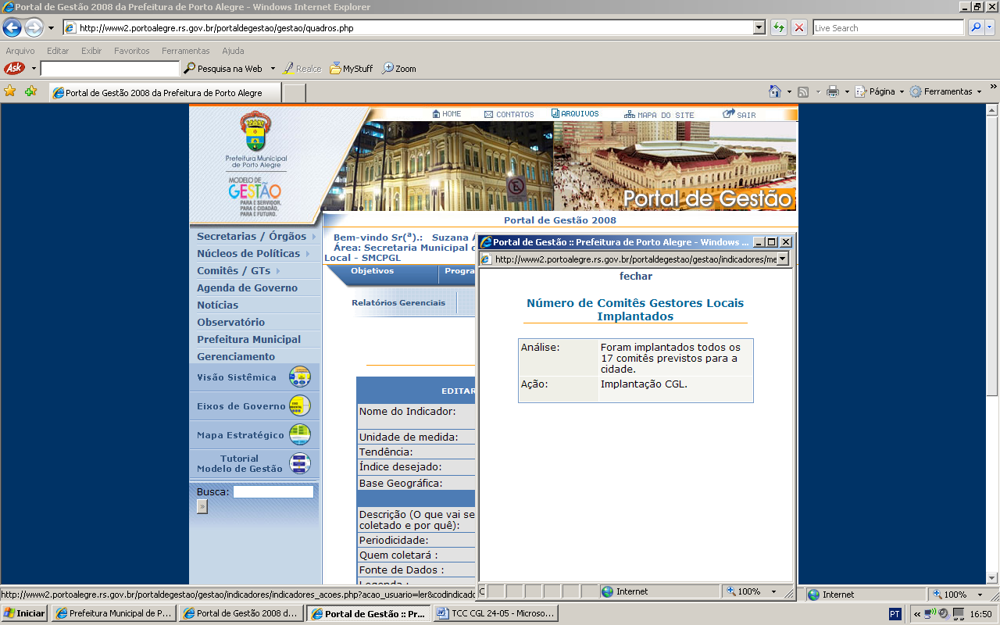 Portal de Gestão 2008 da Prefeitura de Porto Alegre - Windows Internet Explorer
http://www2.portoalegre.rs.gov.br/portaldegestao/gestao/quadros.php
Live Search
Arquivo Editar Exibir Favoritos Ferramentas Ajuda
Ask Pesquisa na Web Realce MyStuff Zoom
Portal de Gestão 2008 da Prefeitura de Porto Alegre
Página Ferramentas
HOME CONTATOS ARQUIVOS MAPA DO SITE SAIR
Prefeitura Municipal
de Porto Alegre
MODELO DE
GESTÃO
PARA E SERVIDOR,
PARA E CIDADÃO,
PARA E FUTURO.
Portal de Gestão
Portal de Gestão 2008
Bem-vindo Sr(ª).: Suzana
Área: Secretaria Municipal
Local - SMCPGL
Objetivos Progra
Relatórios Gerenciais
Secretarias / Órgãos
Núcleos de Políticas
Comitês / GTs
Agenda de Governo
Notícias
Observatório
Prefeitura Municipal
Gerenciamento
Visão Sistêmica
Eixos de Governo
Mapa Estratégico
Tutorial
Modelo de Gestão
Busca:
»
EDITAR
Nome do Indicador:
Unidade de medida:
Tendência:
Índice desejado:
Base Geográfica:
Descrição (O que vai se
coletado e por quê):
Periodicidade:
Quem coletará :
Fonte de Dados :
Legenda :
Portal de Gestão :: Prefeitura de Porto Alegre - Windows ...
http://www2.portoalegre.rs.gov.br/portaldegestao/gestao/indicadores/me
fechar
Número de Comitês Gestores Locais
Implantados
Análise: Foram implantados todos os
17 comitês previstos para a
cidade.
Ação: Implantação CGL.
C Internet 100%
http://www2.portoalegre.rs.gov.br/portaldegestao/gestao/indicadores/indicadores_acoes.php?acao_usuario=ler&codindicado
Internet 100%
Iniciar Prefeitura Municipal de P... Portal de Gestão 2008 d... Portal de Gestão :: Pr... TCC CGL 24-05 - Microso... PT « 16:50